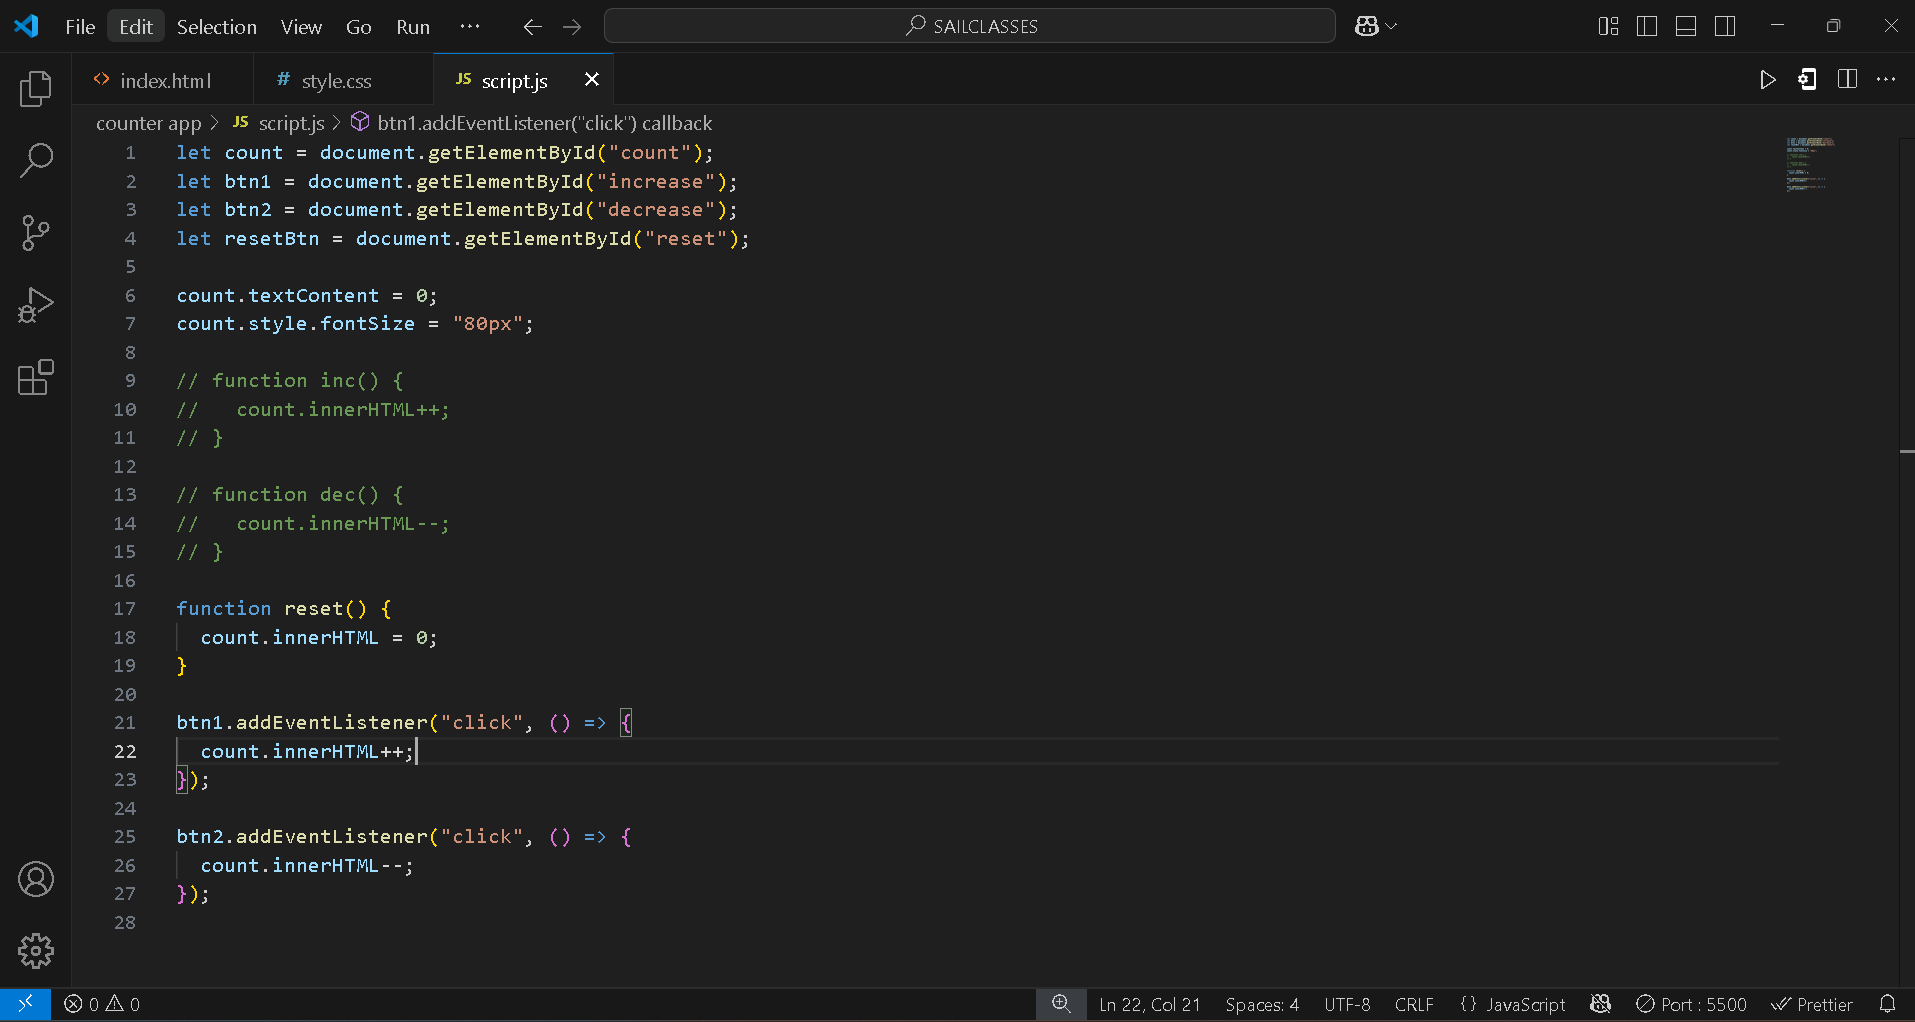 File Edit Selection View Go Run ··· SAILCLASSES
index.html # style.css JS script.js
counter app > JS script.js > btn1.addEventListener("click") callback
1 let count = document.getElementById("count");
2 let btn1 = document.getElementById("increase");
3 let btn2 = document.getElementById("decrease");
4 let resetBtn = document.getElementById("reset");
5
6 count.textContent = 0;
7 count.style.fontSize = "80px";
8
9 // function inc() {
10 //   count.innerHTML++;
11 // }
12
13 // function dec() {
14 //   count.innerHTML--;
15 // }
16
17 function reset() {
18   count.innerHTML = 0;
19 }
20
21 btn1.addEventListener("click", () => {
22   count.innerHTML++;
23 });
24
25 btn2.addEventListener("click", () => {
26   count.innerHTML--;
27 });
28
0 0 Ln 22, Col 21 Spaces: 4 UTF-8 CRLF {} JavaScript Port : 5500 Prettier